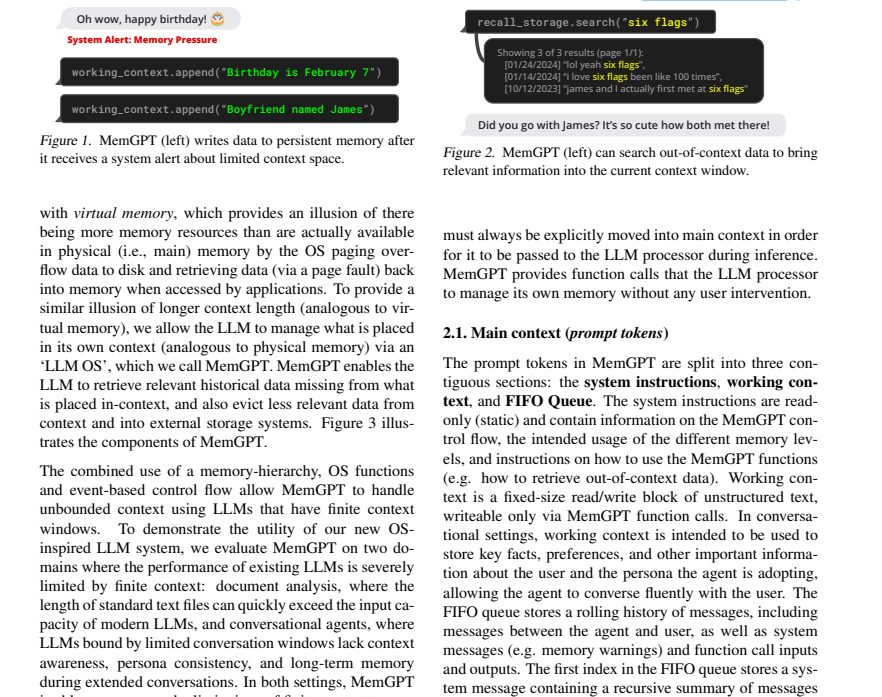 Oh wow, happy birthday! 🎂
System Alert: Memory Pressure
working_context.append("Birthday is February 7")
working_context.append("Boyfriend named James")
Figure 1. MemGPT (left) writes data to persistent memory after
it receives a system alert about limited context space.
with virtual memory, which provides an illusion of there
being more memory resources than are actually available
in physical (i.e., main) memory by the OS paging over-
flow data to disk and retrieving data (via a page fault) back
into memory when accessed by applications. To provide a
similar illusion of longer context length (analogous to vir-
tual memory), we allow the LLM to manage what is placed
in its own context (analogous to physical memory) via an
‘LLM OS’, which we call MemGPT. MemGPT enables the
LLM to retrieve relevant historical data missing from what
is placed in-context, and also evict less relevant data from
context and into external storage systems. Figure 3 illus-
trates the components of MemGPT.
The combined use of a memory-hierarchy, OS functions
and event-based control flow allow MemGPT to handle
unbounded context using LLMs that have finite context
windows. To demonstrate the utility of our new OS-
inspired LLM system, we evaluate MemGPT on two do-
mains where the performance of existing LLMs is severely
limited by finite context: document analysis, where the
length of standard text files can quickly exceed the input ca-
pacity of modern LLMs, and conversational agents, where
LLMs bound by limited conversation windows lack context
awareness, persona consistency, and long-term memory
during extended conversations. In both settings, MemGPT
recall_storage.search("six flags")
Showing 3 of 3 results (page 1/1):
[01/24/2024] "lol yeah six flags",
[01/14/2024] "i love six flags been like 100 times",
[10/12/2023] "james and I actually first met at six flags"
Did you go with James? It's so cute how both met there!
Figure 2. MemGPT (left) can search out-of-context data to bring
relevant information into the current context window.
must always be explicitly moved into main context in order
for it to be passed to the LLM processor during inference.
MemGPT provides function calls that the LLM processor
to manage its own memory without any user intervention.
2.1. Main context (prompt tokens)
The prompt tokens in MemGPT are split into three con-
tiguous sections: the system instructions, working con-
text, and FIFO Queue. The system instructions are read-
only (static) and contain information on the MemGPT con-
trol flow, the intended usage of the different memory lev-
els, and instructions on how to use the MemGPT functions
(e.g. how to retrieve out-of-context data). Working con-
text is a fixed-size read/write block of unstructured text,
writeable only via MemGPT function calls. In conversa-
tional settings, working context is intended to be used to
store key facts, preferences, and other important informa-
tion about the user and the persona the agent is adopting,
allowing the agent to converse fluently with the user. The
FIFO queue stores a rolling history of messages, including
messages between the agent and user, as well as system
messages (e.g. memory warnings) and function call inputs
and outputs. The first index in the FIFO queue stores a sys-
tem message containing a recursive summary of messages